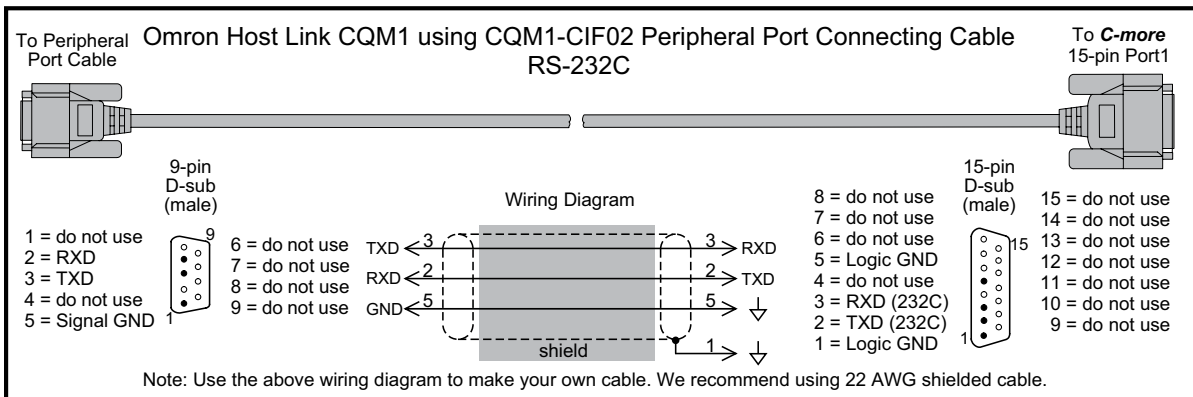 To Peripheral
Port Cable
Omron Host Link CQM1 using CQM1-CIF02 Peripheral Port Connecting Cable
RS-232C
To C-more
15-pin Port1
9-pin
D-sub
(male)
1 = do not use
2 = RXD
3 = TXD
4 = do not use
5 = Signal GND
9
1
6 = do not use
7 = do not use
8 = do not use
9 = do not use
Wiring Diagram
TXD 3 3 RXD
RXD 2 2 TXD
GND 5 5
shield 1
8 = do not use
7 = do not use
6 = do not use
5 = Logic GND
4 = do not use
3 = RXD (232C)
2 = TXD (232C)
1 = Logic GND
15-pin
D-sub
(male)
15
1
15 = do not use
14 = do not use
13 = do not use
12 = do not use
11 = do not use
10 = do not use
9 = do not use
Note: Use the above wiring diagram to make your own cable. We recommend using 22 AWG shielded cable.